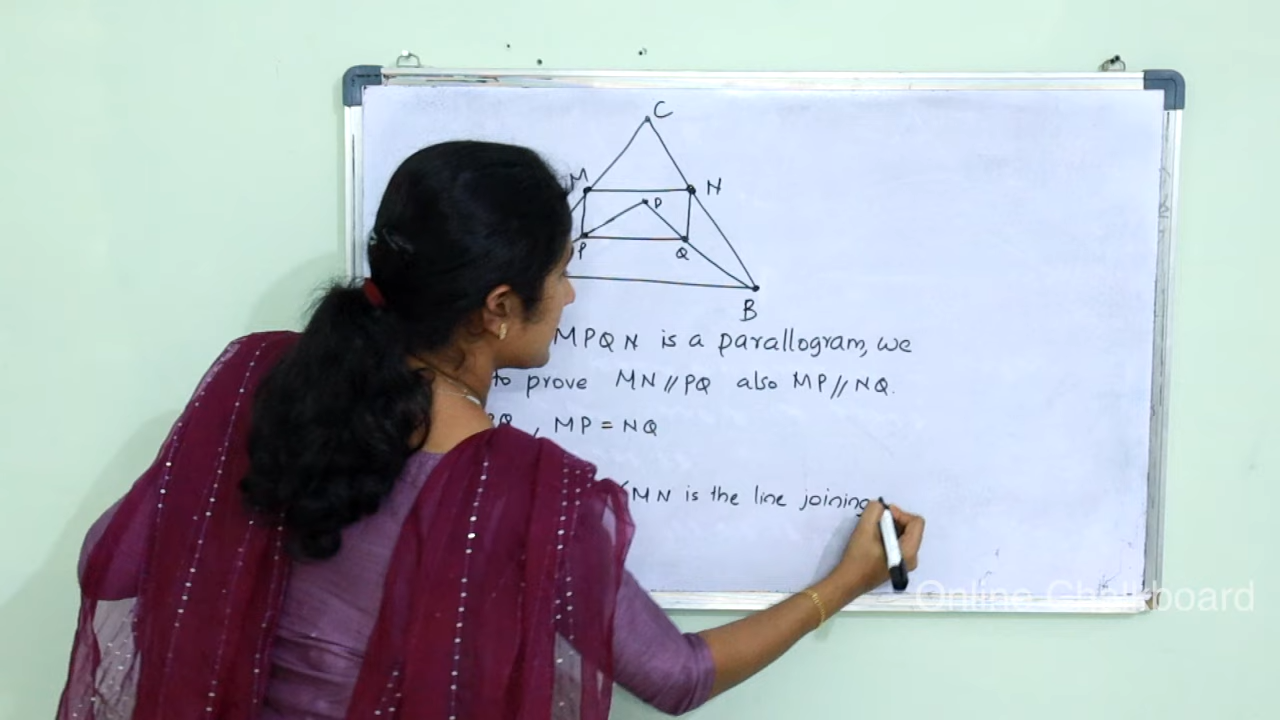 C
M N
P
P Q
B
MPQN is a parallogram, we
to prove MN // PQ also MP // NQ.
PQ, MP = NQ
(MN is the line joining
Online Chalkboard